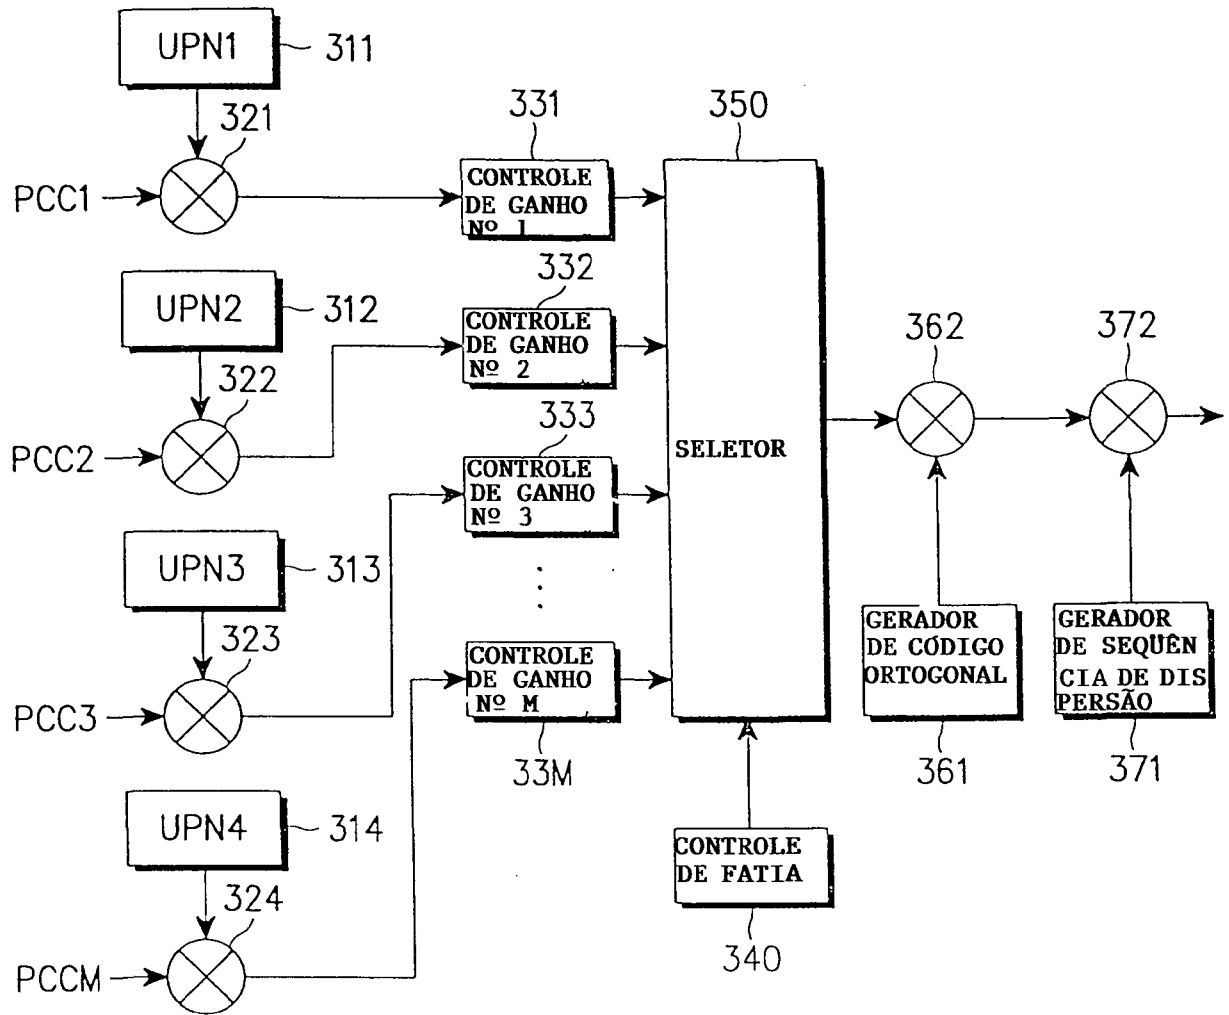 UPN1
311
321
PCC1
331
CONTROLE
DE GANHO
Nº 1
350
UPN2
312
322
PCC2
332
CONTROLE
DE GANHO
Nº 2
333
CONTROLE
DE GANHO
Nº 3
SELETOR
362
372
UPN3
313
323
PCC3
CONTROLE
DE GANHO
Nº M
33M
GERADOR
DE CÓDIGO
ORTOGONAL
361
GERADOR
DE SEQÜÊN
CIA DE DIS
PERSÃO
371
UPN4
314
324
PCCM
CONTROLE
DE FATIA
340